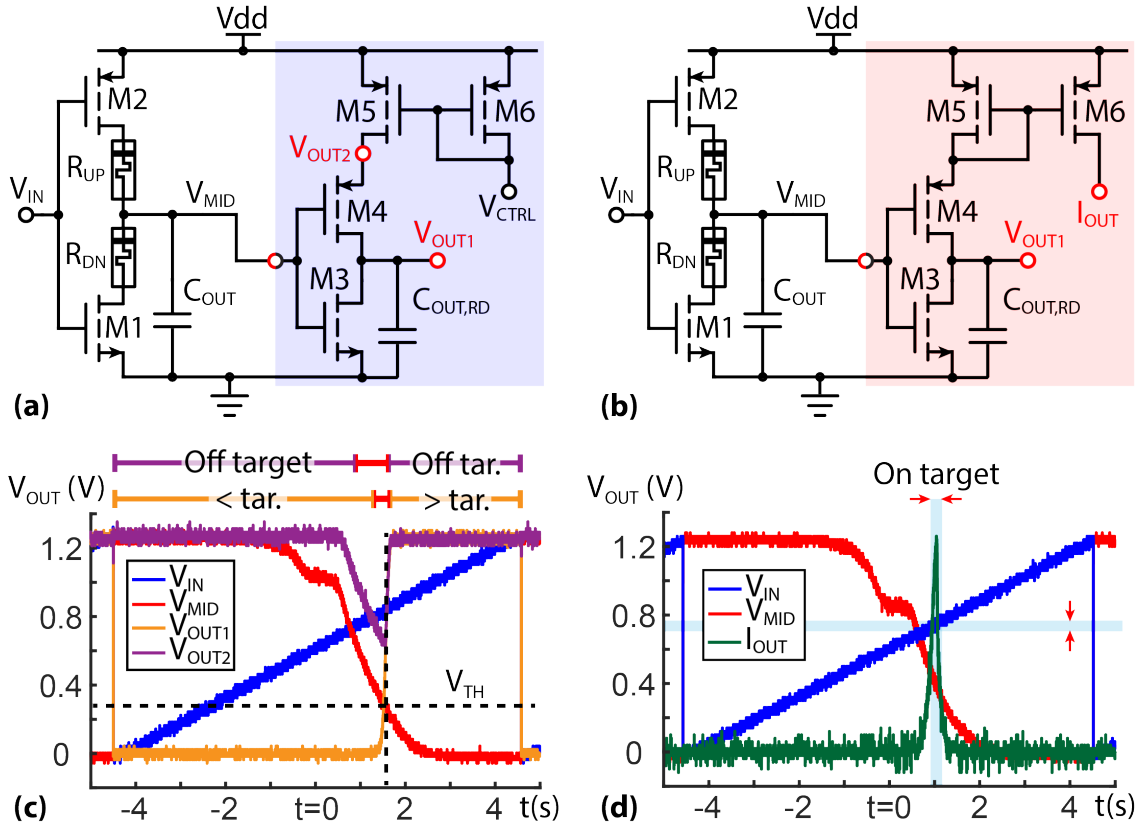 Vdd
M2
M5
M6
R_UP
V_OUT2
V_IN
V_MID
M4
V_CTRL
V_OUT1
R_DN
M3
C_OUT
C_OUT,RD
M1
(a)
Vdd
M2
M5
M6
R_UP
V_IN
V_MID
M4
I_OUT
V_OUT1
R_DN
M3
C_OUT
C_OUT,RD
M1
(b)
Off target
Off tar.
V_OUT (V)
< tar.
> tar.
1.2
0.8
0.4
0
V_IN
V_MID
V_OUT1
V_OUT2
V_TH
-4
-2
t=0
2
4
t(s)
(c)
On target
V_OUT (V)
1.2
0.8
0.4
0
V_IN
V_MID
I_OUT
-4
-2
t=0
2
4
t(s)
(d)